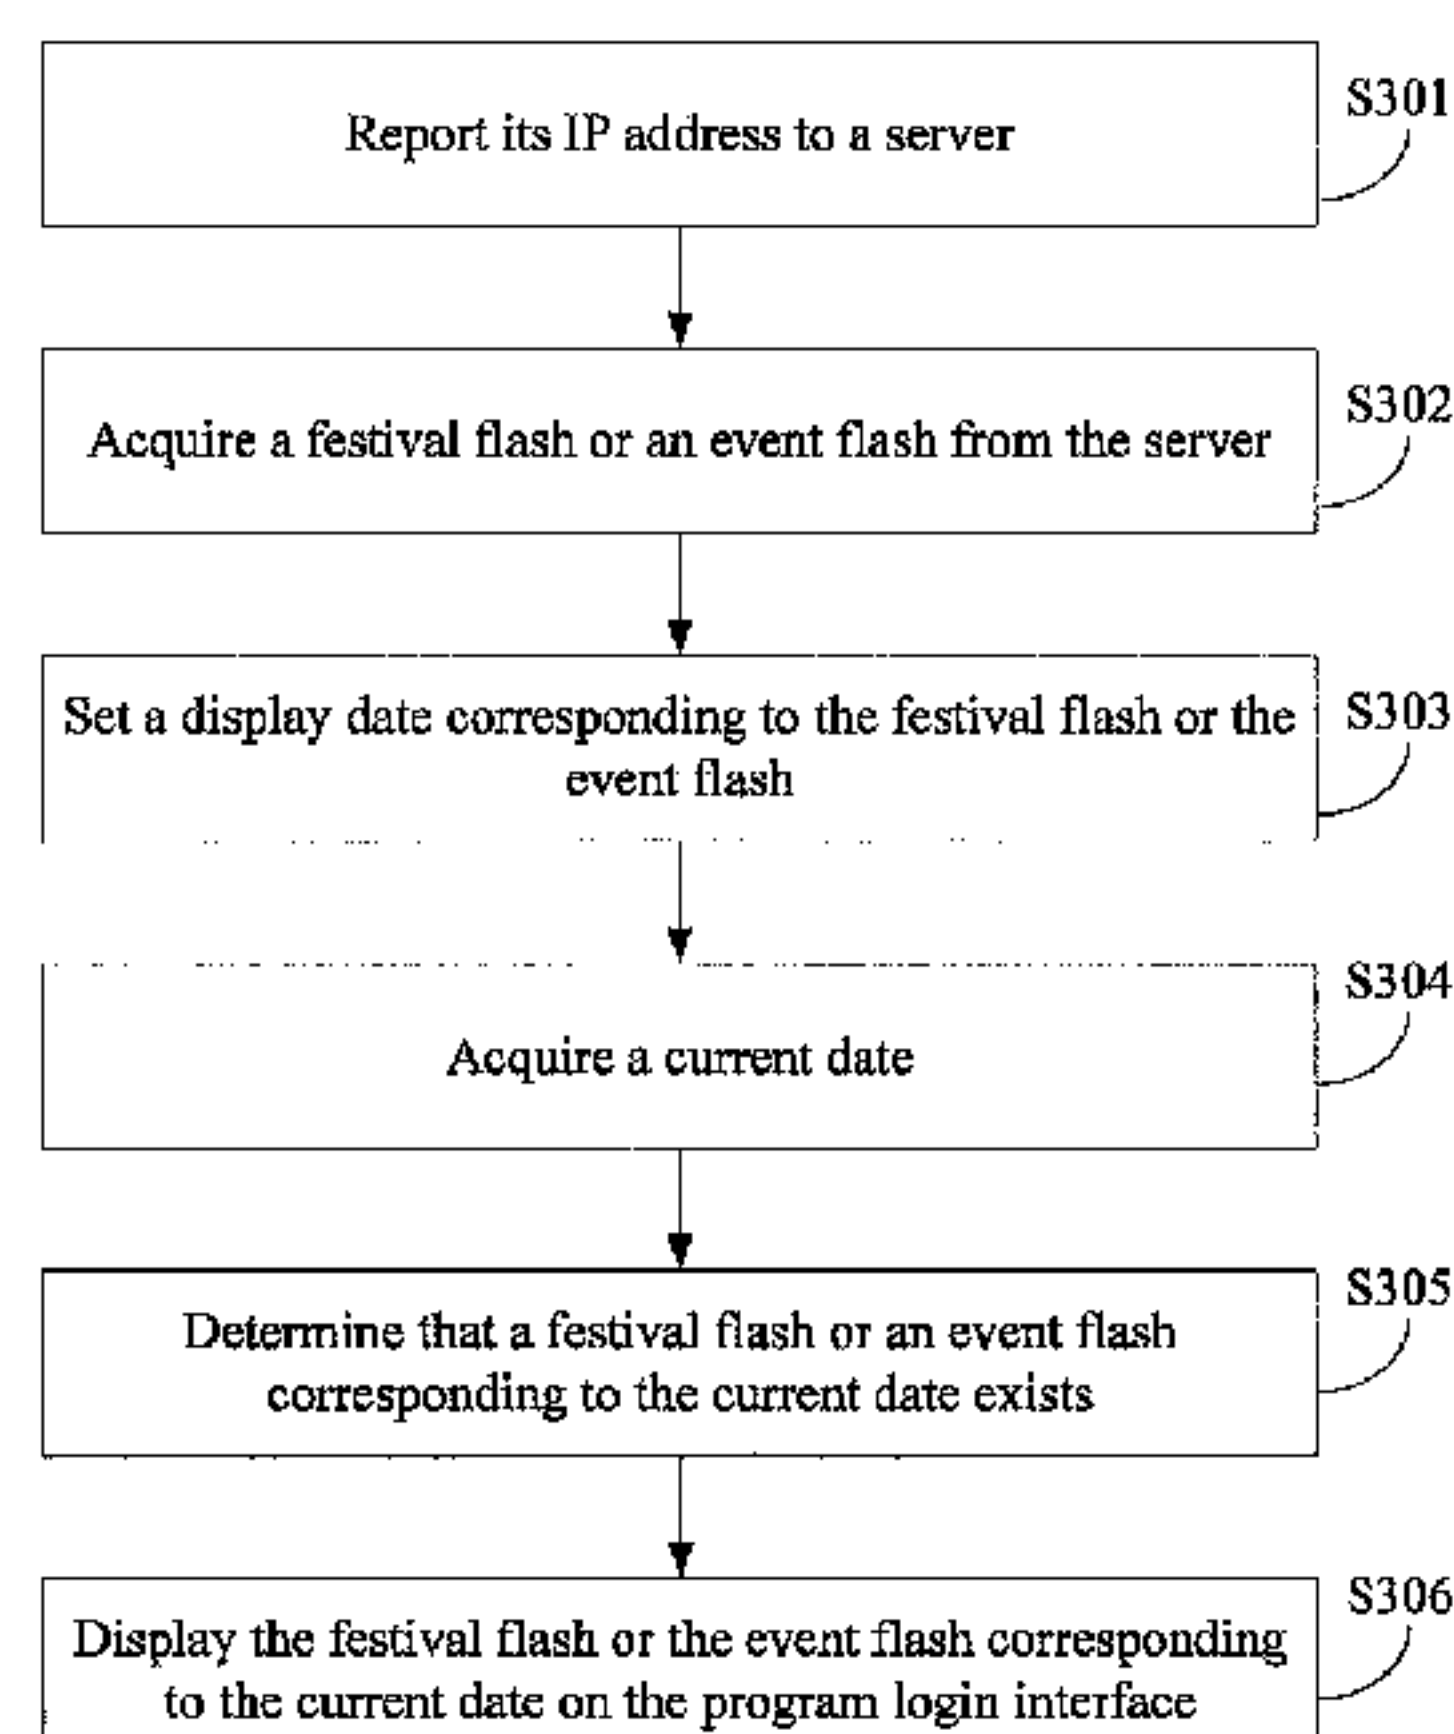 Report its IP address to a server
S301
Acquire a festival flash or an event flash from the server
S302
Set a display date corresponding to the festival flash or the
event flash
S303
Acquire a current date
S304
Determine that a festival flash or an event flash
corresponding to the current date exists
S305
Display the festival flash or the event flash corresponding
to the current date on the program login interface
S306